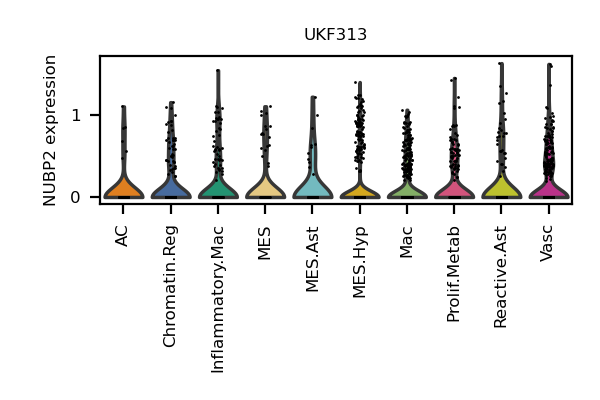 UKF313
NUBP2 expression
1
0
AC
Chromatin.Reg
Inflammatory.Mac
MES
MES.Ast
MES.Hyp
Mac
Prolif.Metab
Reactive.Ast
Vasc